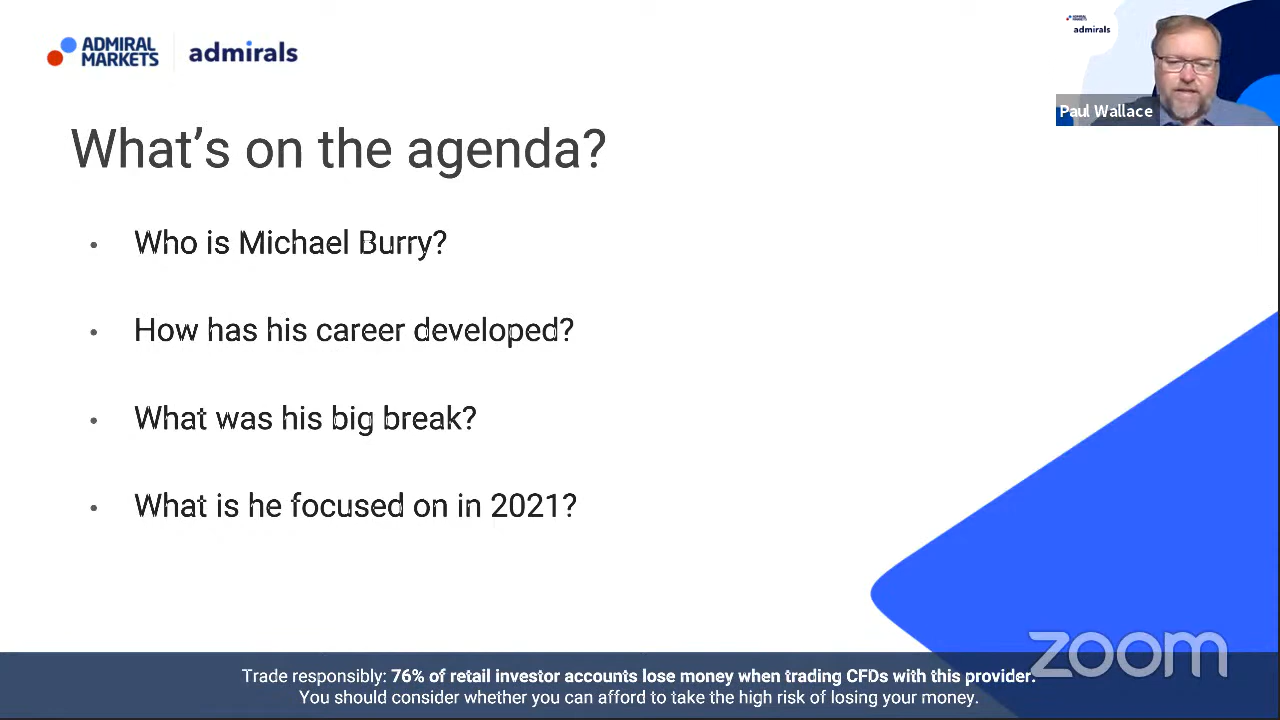 ADMIRAL
MARKETS
admirals
admirals
Paul Wallace
What's on the agenda?
• Who is Michael Burry?
• How has his career developed?
• What was his big break?
• What is he focused on in 2021?
zoom
Trade responsibly: 76% of retail investor accounts lose money when trading CFDs with this provider.
You should consider whether you can afford to take the high risk of losing your money.